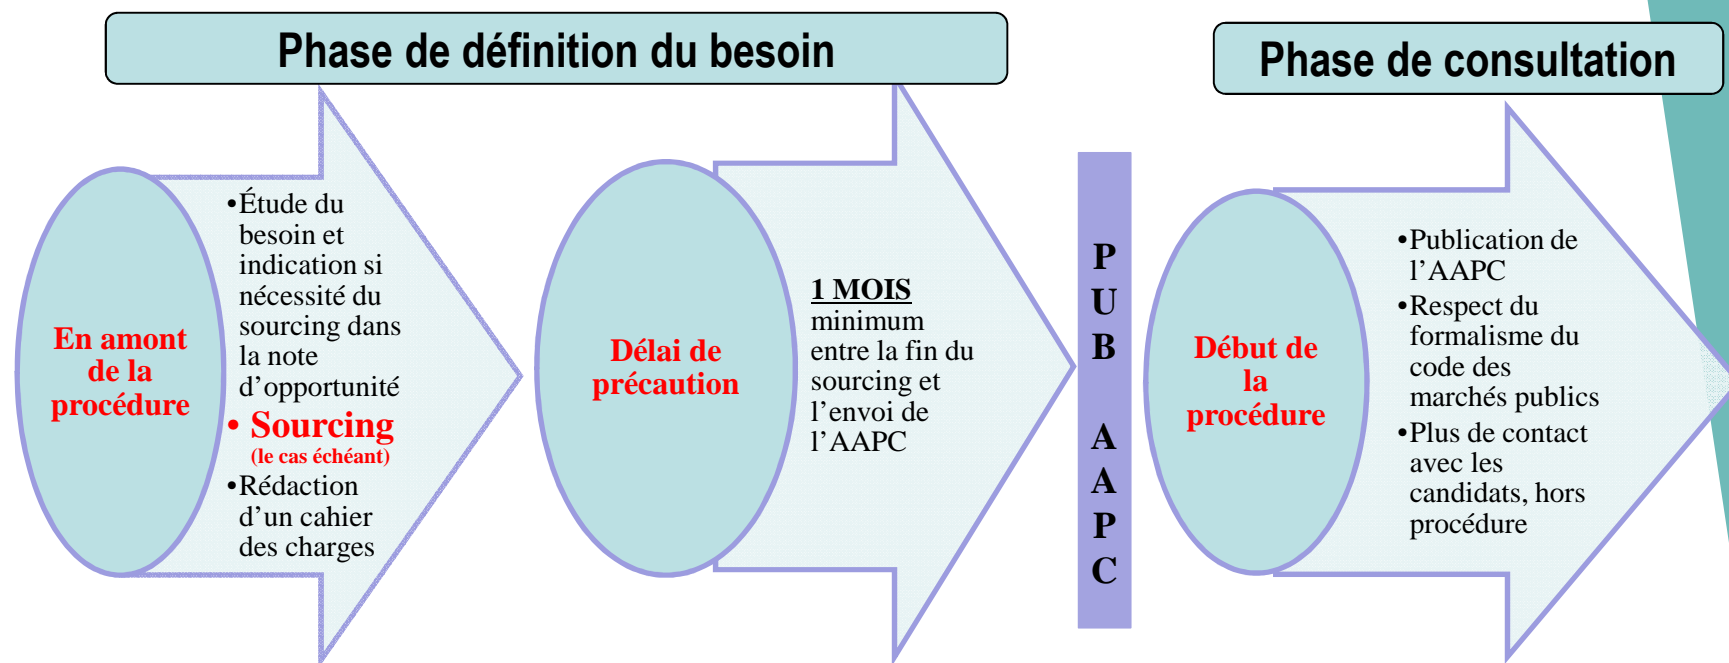 Phase de définition du besoin
Phase de consultation
En amont
de la
procédure
•Étude du
besoin et
indication si
nécessité du
sourcing dans
la note
d’opportunité
• Sourcing
(le cas échéant)
•Rédaction
d’un cahier
des charges
Délai de
précaution
1 MOIS
minimum
entre la fin du
sourcing et
l’envoi de
l’AAPC
P
U
B
A
A
P
C
Début de
la
procédure
•Publication de
l’AAPC
•Respect du
formalisme du
code des
marchés publics
•Plus de contact
avec les
candidats, hors
procédure